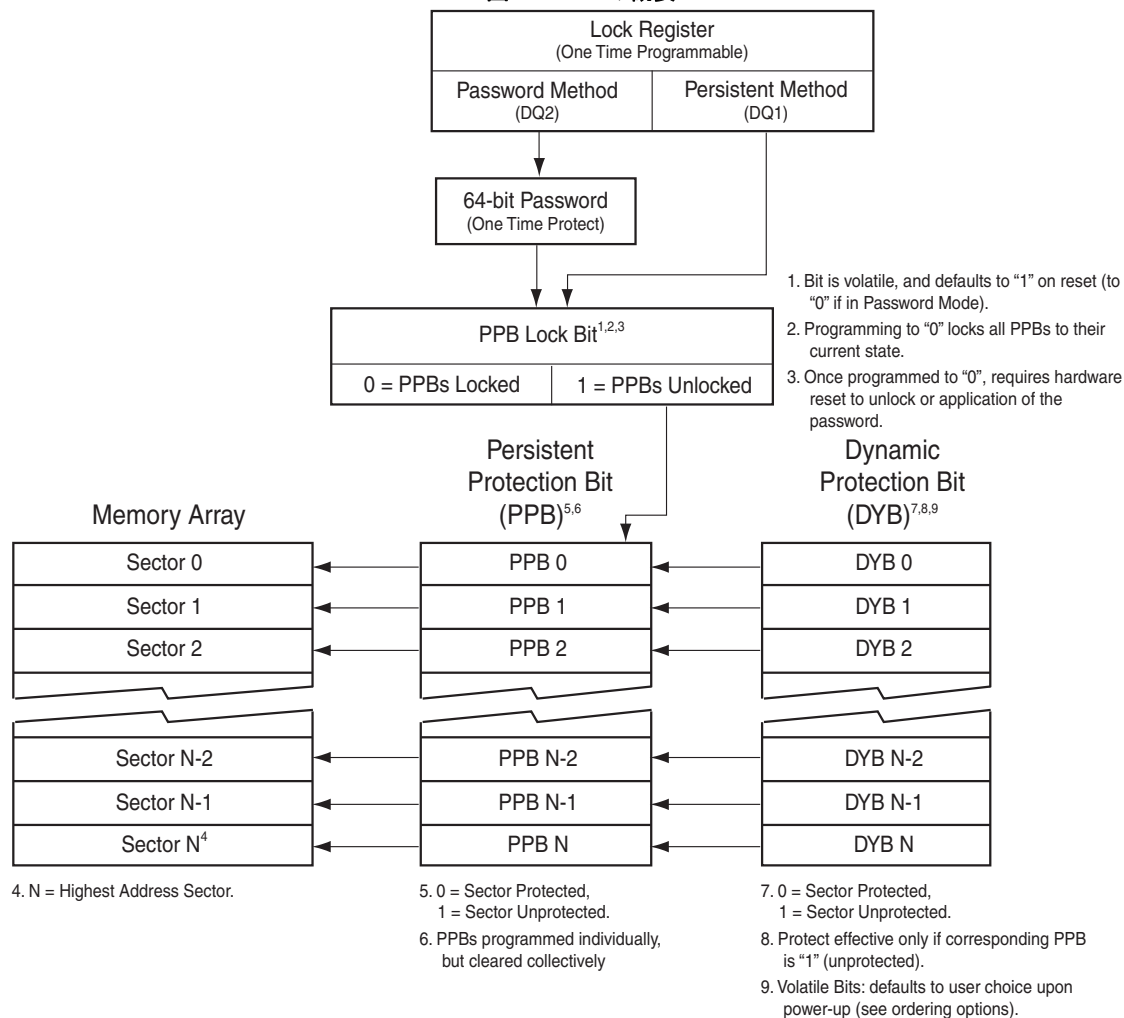 Lock Register
(One Time Programmable)
Password Method
(DQ2)
Persistent Method
(DQ1)
64-bit Password
(One Time Protect)
PPB Lock Bit1,2,3
0 = PPBs Locked
1 = PPBs Unlocked
1. Bit is volatile, and defaults to “1” on reset (to
“0” if in Password Mode).
2. Programming to “0” locks all PPBs to their
current state.
3. Once programmed to “0”, requires hardware
reset to unlock or application of the
password.
Memory Array
Persistent
Protection Bit
(PPB)5,6
Dynamic
Protection Bit
(DYB)7,8,9
Sector 0
PPB 0
DYB 0
Sector 1
PPB 1
DYB 1
Sector 2
PPB 2
DYB 2
Sector N-2
PPB N-2
DYB N-2
Sector N-1
PPB N-1
DYB N-1
Sector N4
PPB N
DYB N
4. N = Highest Address Sector.
5. 0 = Sector Protected,
1 = Sector Unprotected.
6. PPBs programmed individually,
but cleared collectively
7. 0 = Sector Protected,
1 = Sector Unprotected.
8. Protect effective only if corresponding PPB
is “1” (unprotected).
9. Volatile Bits: defaults to user choice upon
power-up (see ordering options).